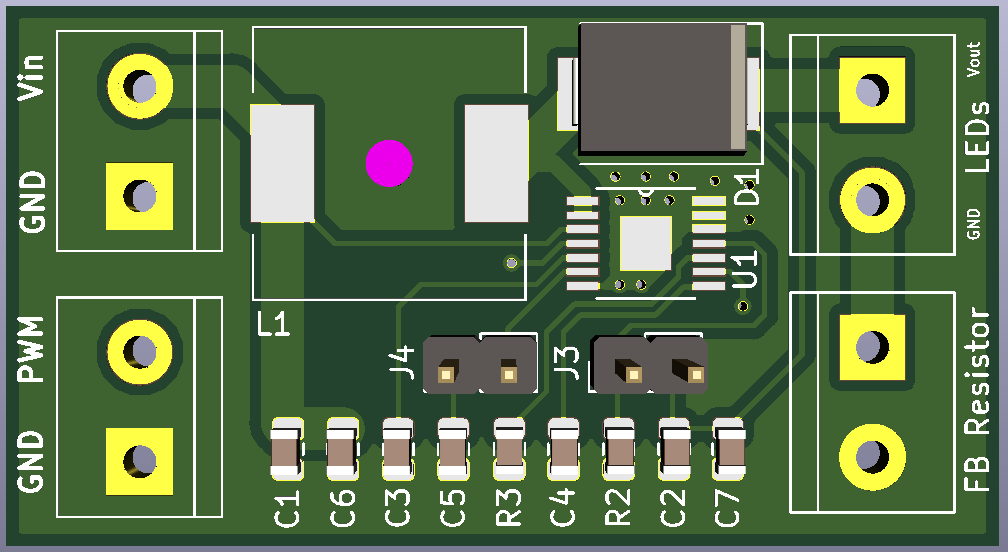 Vin
GND
PWM
GND
L1
J4
J3
D1
U1
Vout
LEDs
GND
FB Resistor
C1
C6
C3
C5
R3
C4
R2
C2
C7